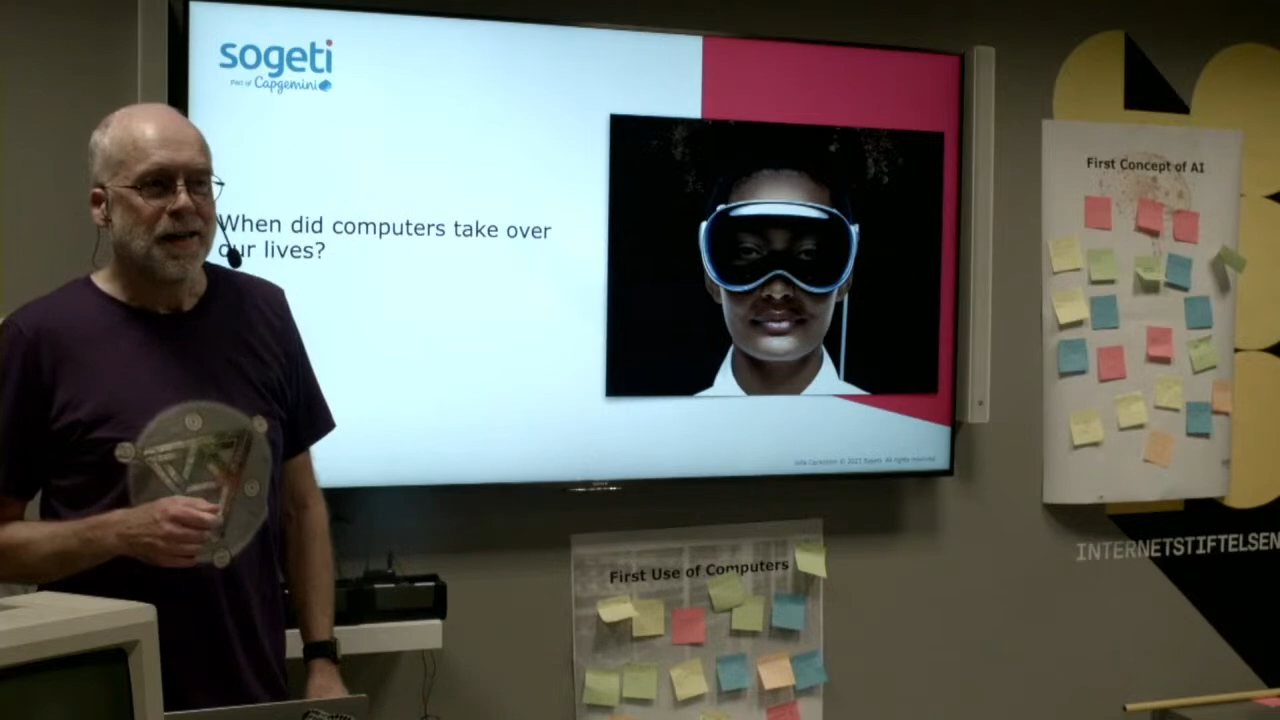 sogeti
Part of Capgemini
When did computers take over
our lives?
First Concept of AI
INTERNETSTIFTELSEN
First Use of Computers